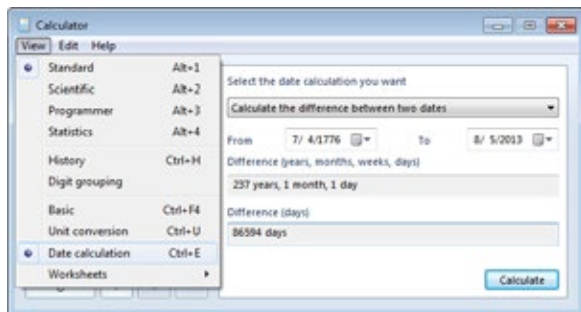 Calculator
View Edit Help
Standard Alt+1
Scientific Alt+2
Programmer Alt+3
Statistics Alt+4
History Ctrl+H
Digit grouping
Basic Ctrl+F4
Unit conversion Ctrl+U
Date calculation Ctrl+E
Worksheets
Select the date calculation you want
Calculate the difference between two dates
From 7/ 4/1776 To 8/ 5/2013
Difference (years, months, weeks, days)
237 years, 1 month, 1 day
Difference (days)
86594 days
Calculate